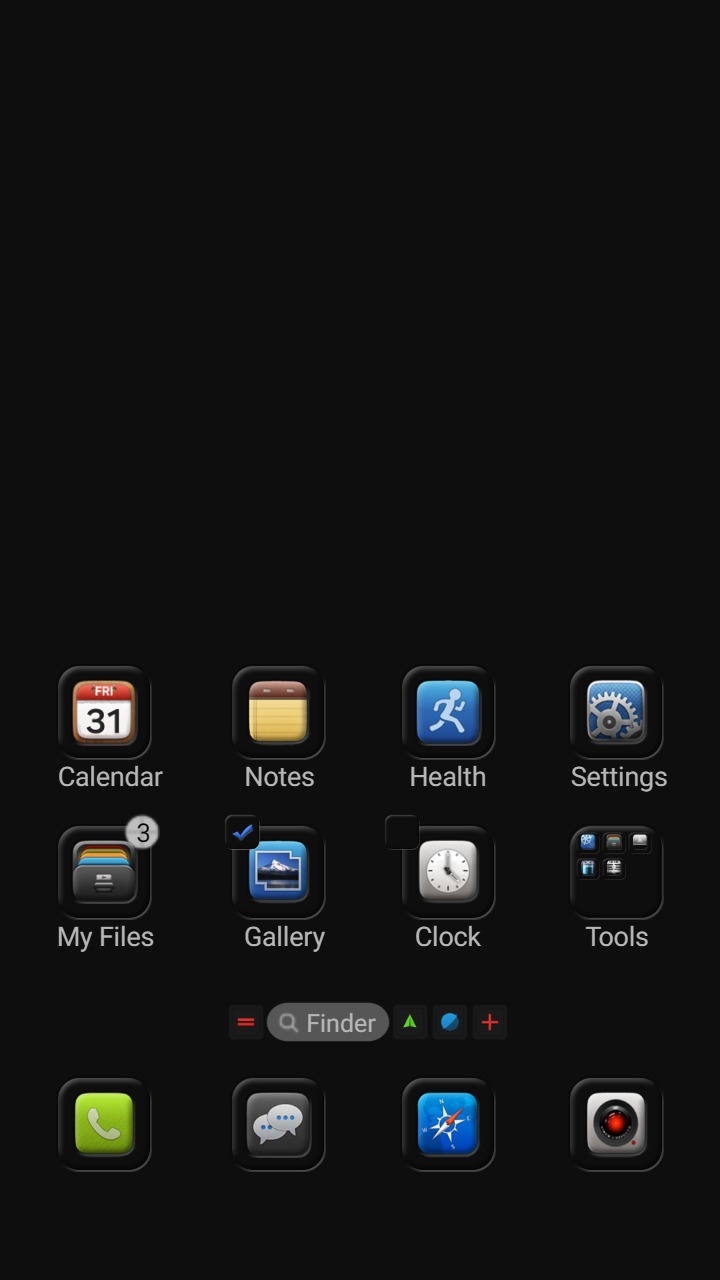 FRI
31
Calendar
Notes
Health
Settings
3
My Files
Gallery
Clock
Tools
Finder
N
E
S
W